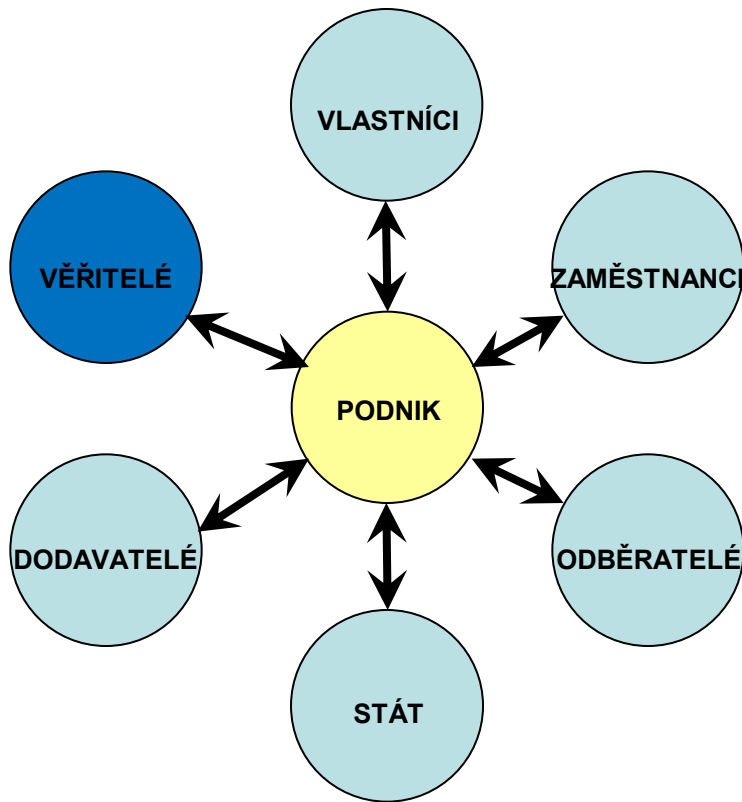 VLASTNÍCI
VĚŘITELÉ
ZAMĚSTNANCI
PODNIK
DODAVATELÉ
ODBĚRATELÉ
STÁT